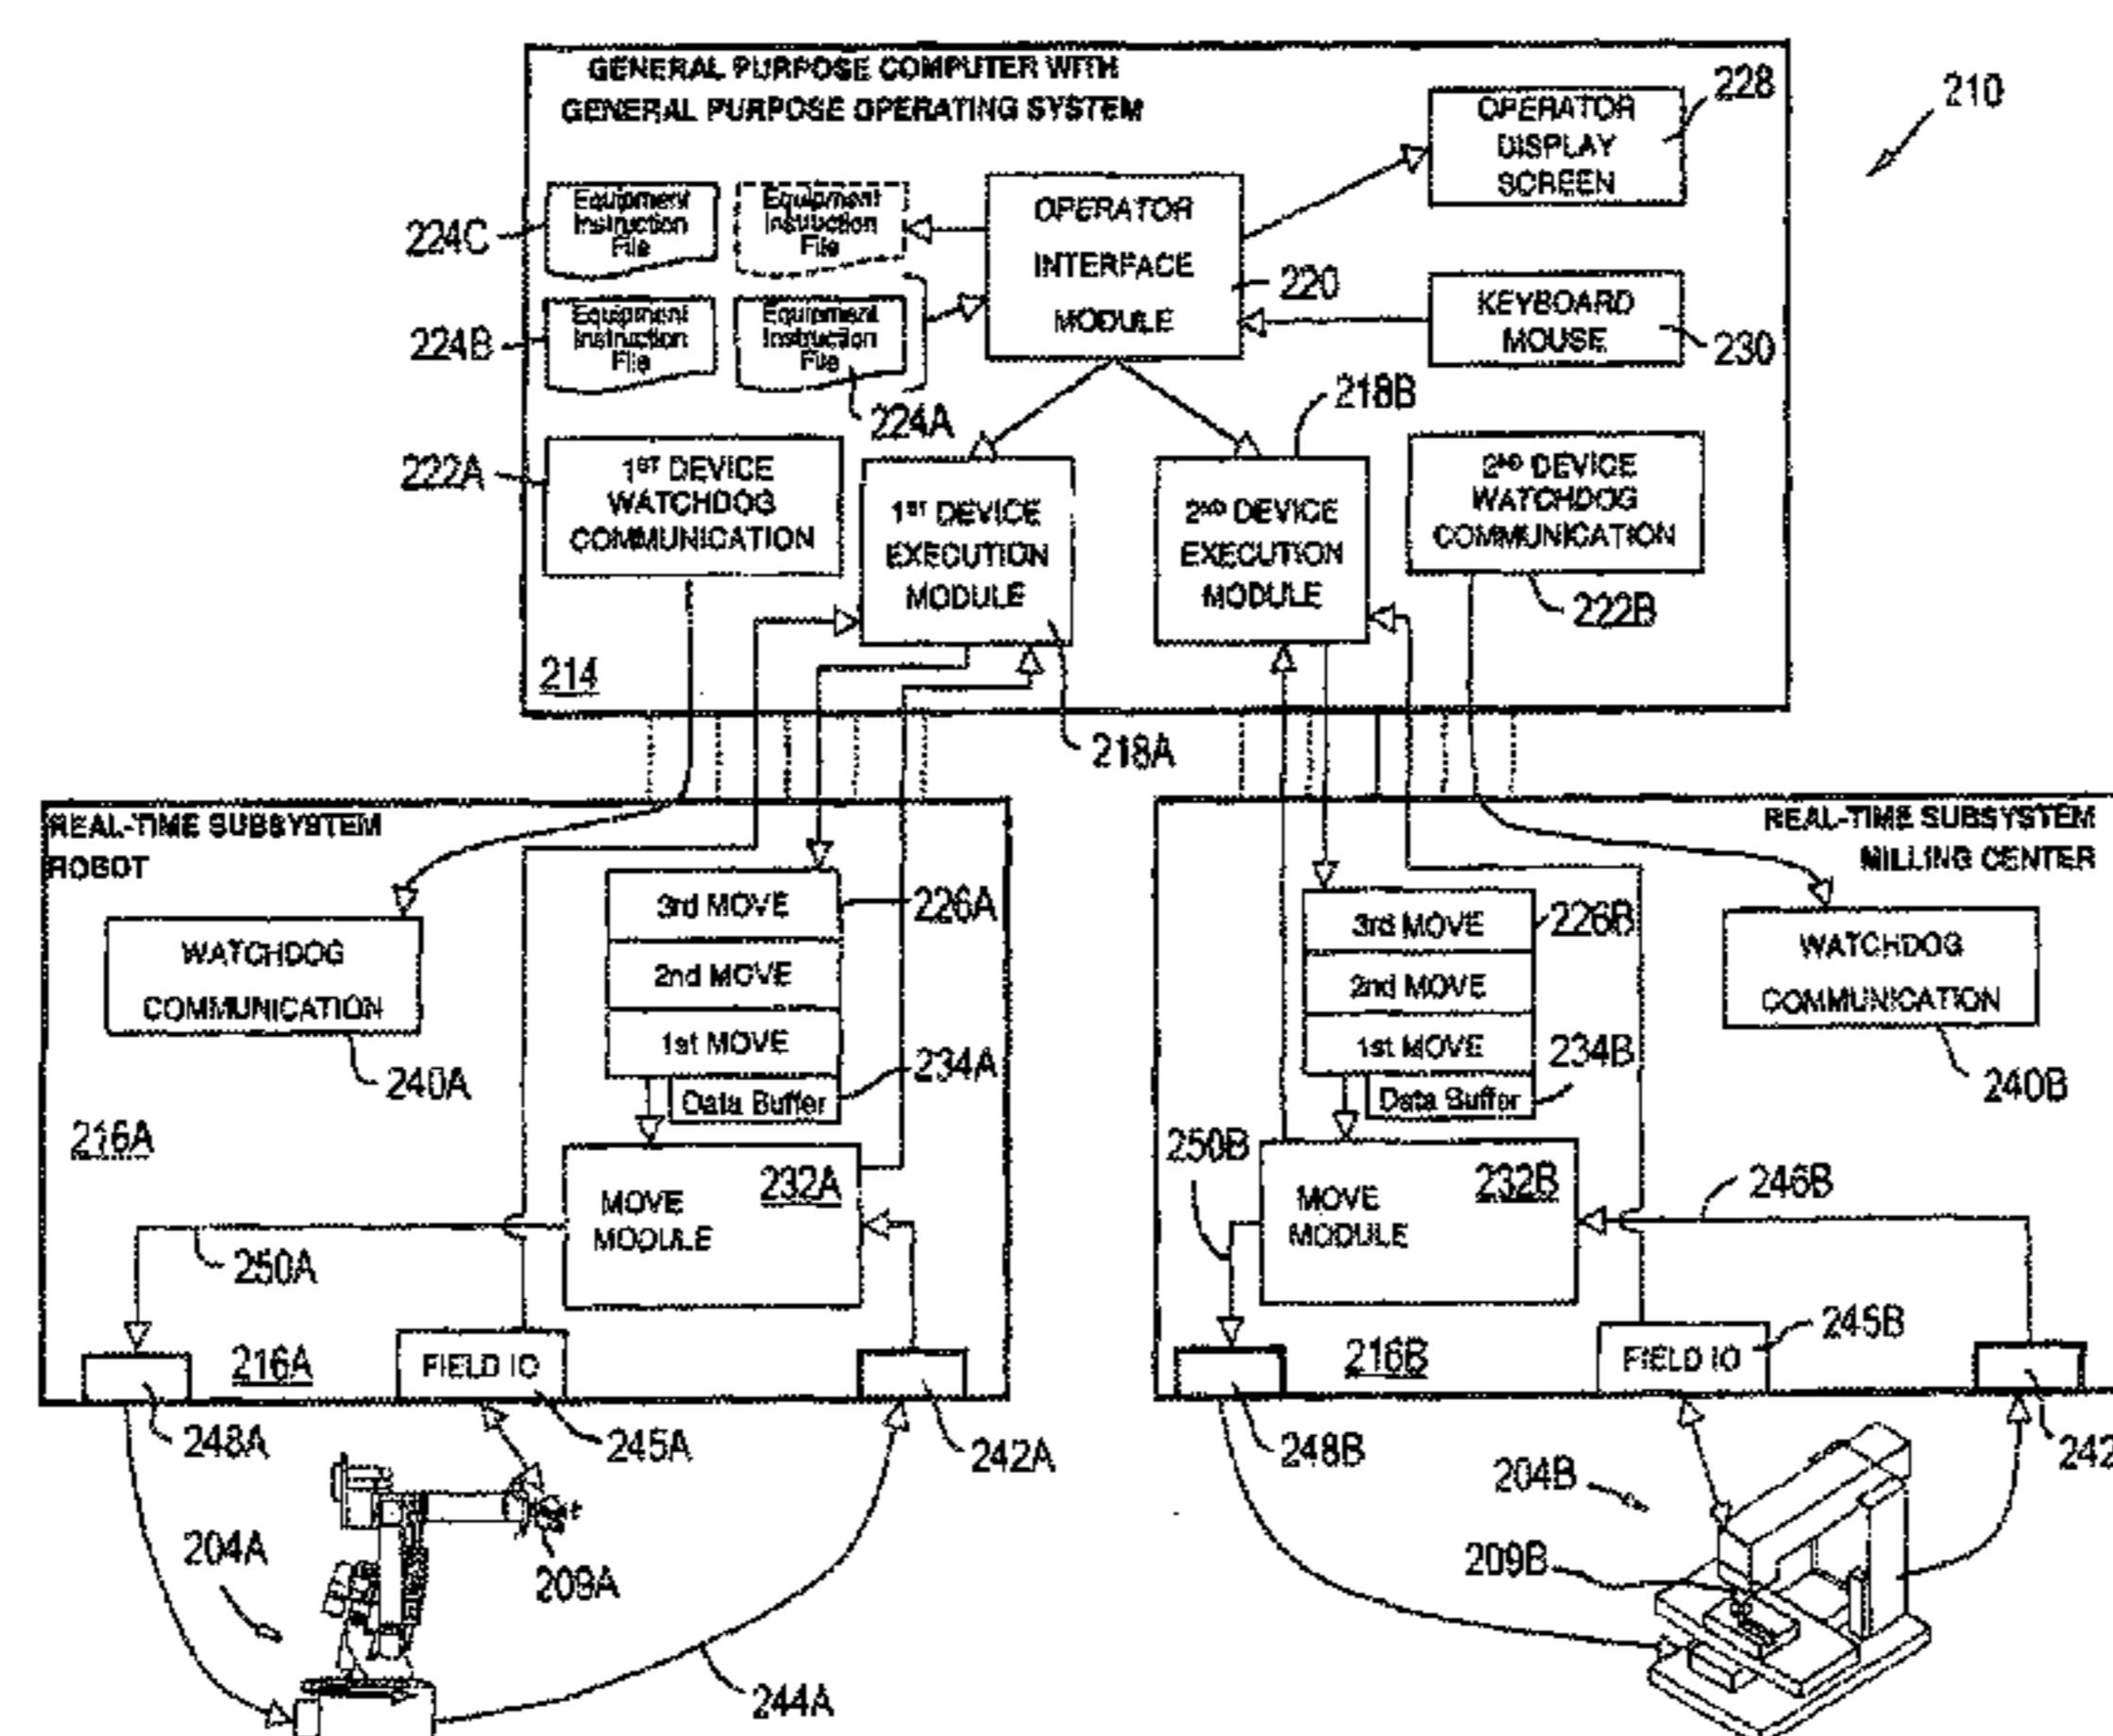 GENERAL PURPOSE COMPUTER WITH
GENERAL PURPOSE OPERATING SYSTEM
OPERATOR
DISPLAY
SCREEN
228
210
224C
Equipment
Instruction
File
Equipment
Instruction
File
OPERATOR
INTERFACE
MODULE
220
224B
Equipment
Instruction
File
Equipment
Instruction
File
224A
KEYBOARD
MOUSE
230
218B
222A
1ST DEVICE
WATCHDOG
COMMUNICATION
1ST DEVICE
EXECUTION
MODULE
2ND DEVICE
EXECUTION
MODULE
2ND DEVICE
WATCHDOG
COMMUNICATION
222B
214
218A
REAL-TIME SUBSYSTEM
ROBOT
WATCHDOG
COMMUNICATION
240A
3rd MOVE
2nd MOVE
1st MOVE
Data Buffer
226A
234A
216A
MOVE
MODULE
232A
250A
216A
FIELD IO
248A
245A
242A
204A
209A
244A
REAL-TIME SUBSYSTEM
MILLING CENTER
3rd MOVE
2nd MOVE
1st MOVE
Data Buffer
226B
234B
WATCHDOG
COMMUNICATION
240B
250B
MOVE
MODULE
232B
246B
216B
FIELD IO
245B
248B
242
204B
209B